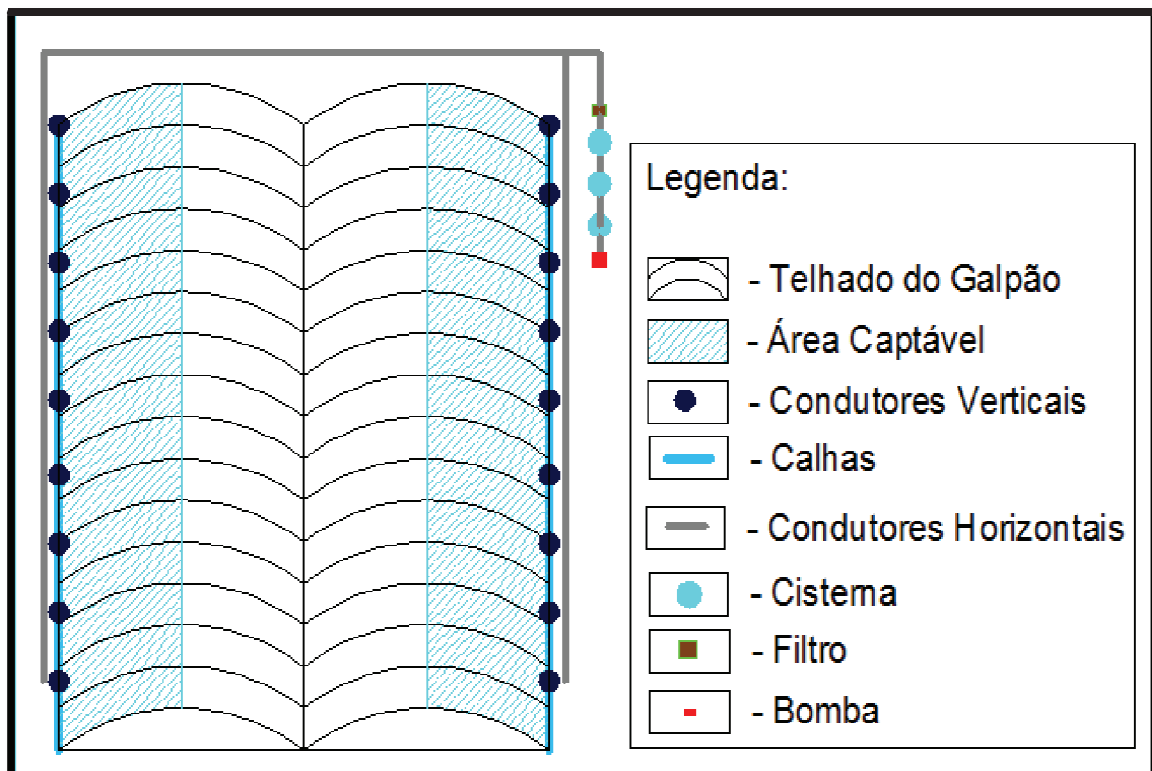 Legenda:
- Telhado do Galpão
- Área Captável
- Condutores Verticais
- Calhas
- Condutores Horizontais
- Cisterna
- Filtro
- Bomba